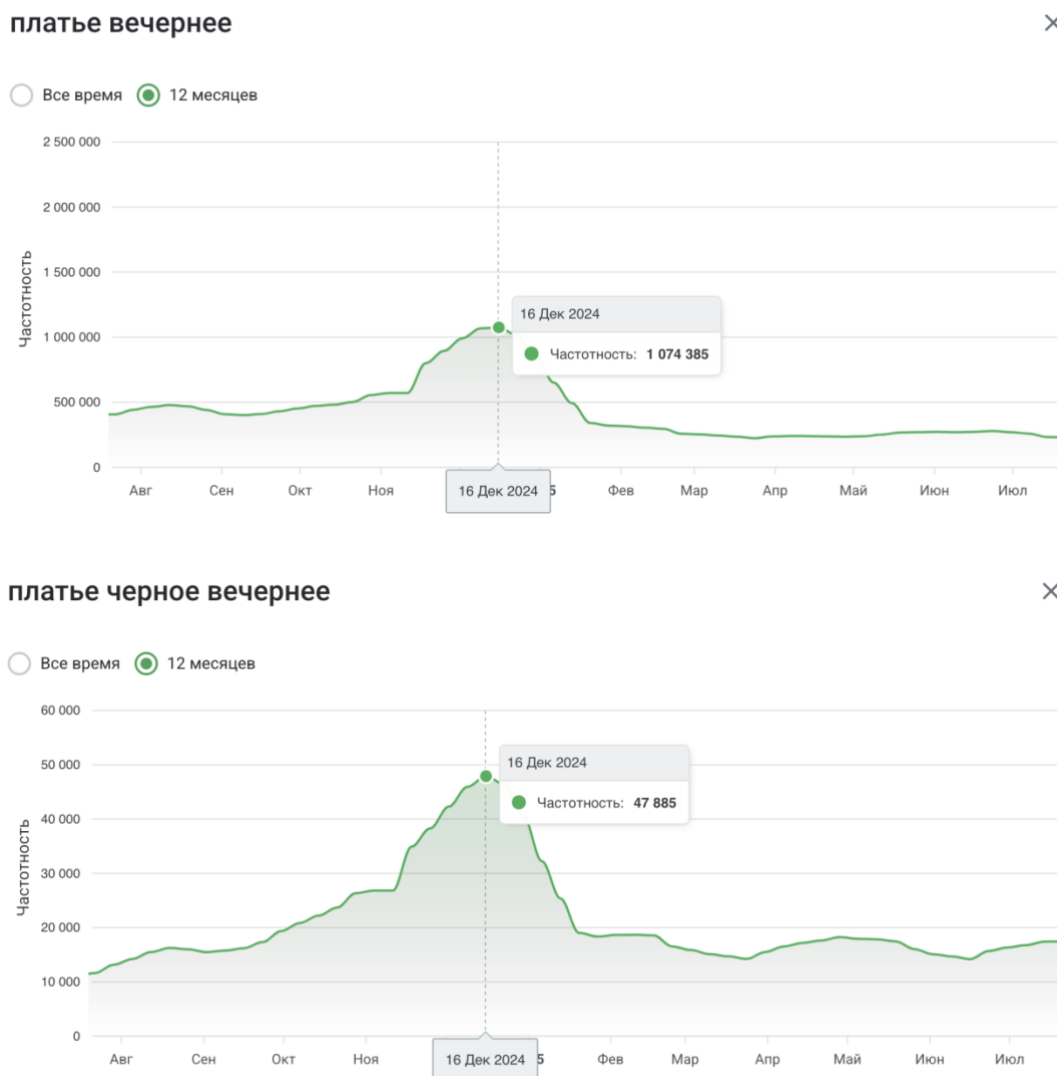 платье вечернее
Все время 12 месяцев
2 500 000
2 000 000
1 500 000
1 000 000
500 000
0
Частотность
16 Дек 2024
Частотность: 1 074 385
Авг Сен Окт Ноя 16 Дек 2024 5 Фев Мар Апр Май Июн Июл
платье черное вечернее
Все время 12 месяцев
60 000
50 000
40 000
30 000
20 000
10 000
0
Частотность
16 Дек 2024
Частотность: 47 885
Авг Сен Окт Ноя 16 Дек 2024 5 Фев Мар Апр Май Июн Июл